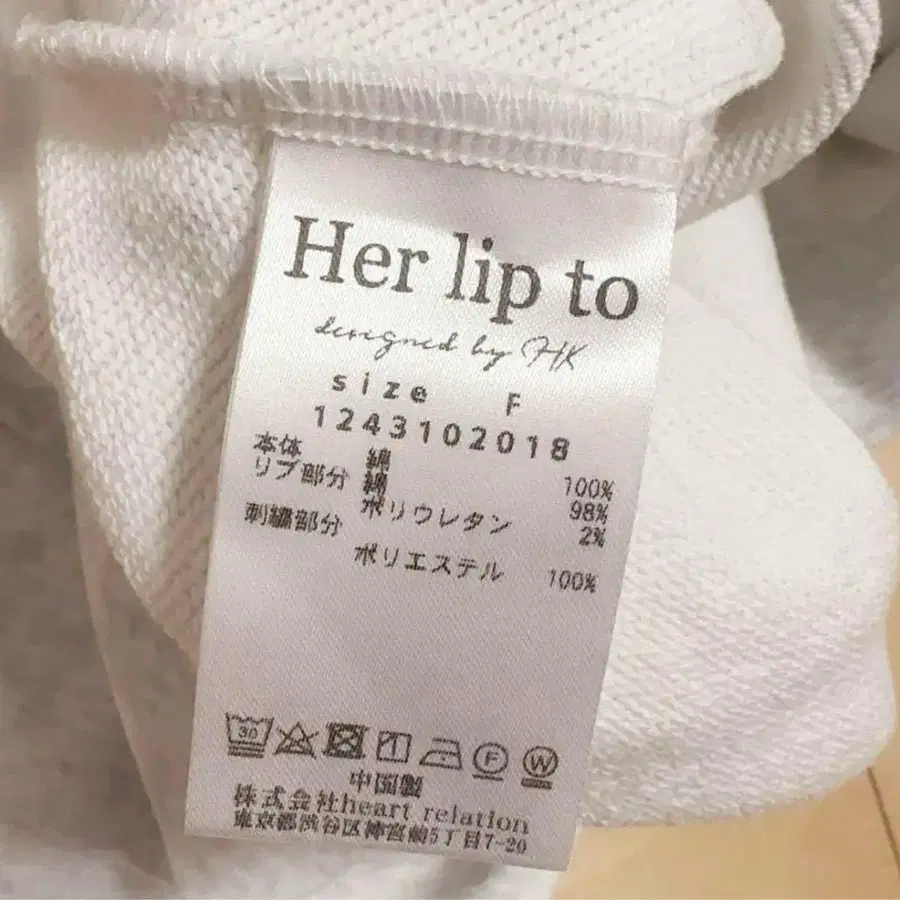 Her lip to
designed by HK
size F
1243102018
本体 綿 100%
リブ部分 綿 98%
ポリウレタン 2%
刺繍部分
ポリエステル 100%
30
F
W
中国製
株式会社heart relation
東京都渋谷区神宮前5丁目7-20